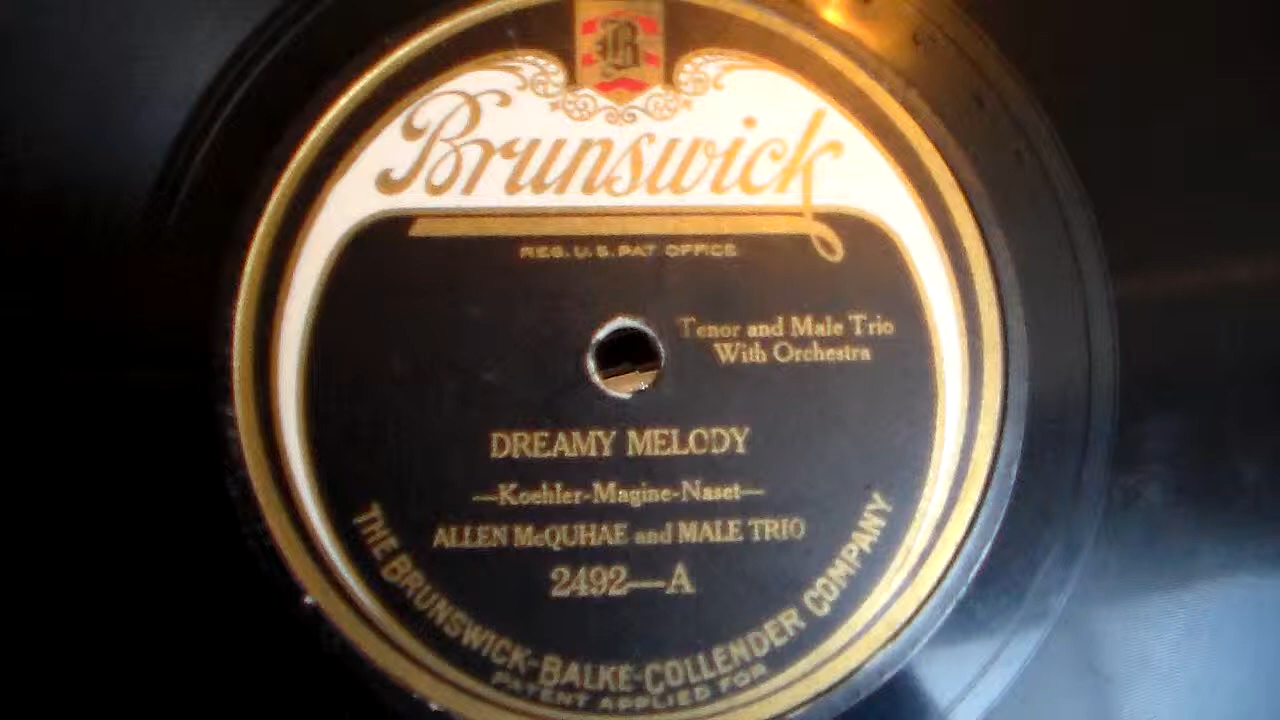 B
Brunswick
REG. U.S. PAT OFFICE
Tenor and Male Trio
With Orchestra
DREAMY MELODY
—Koehler-Magine-Naset—
ALLEN McQUHAE and MALE TRIO
2492—A
THE BRUNSWICK-BALKE-COLLENDER COMPANY
PATENT APPLIED FOR